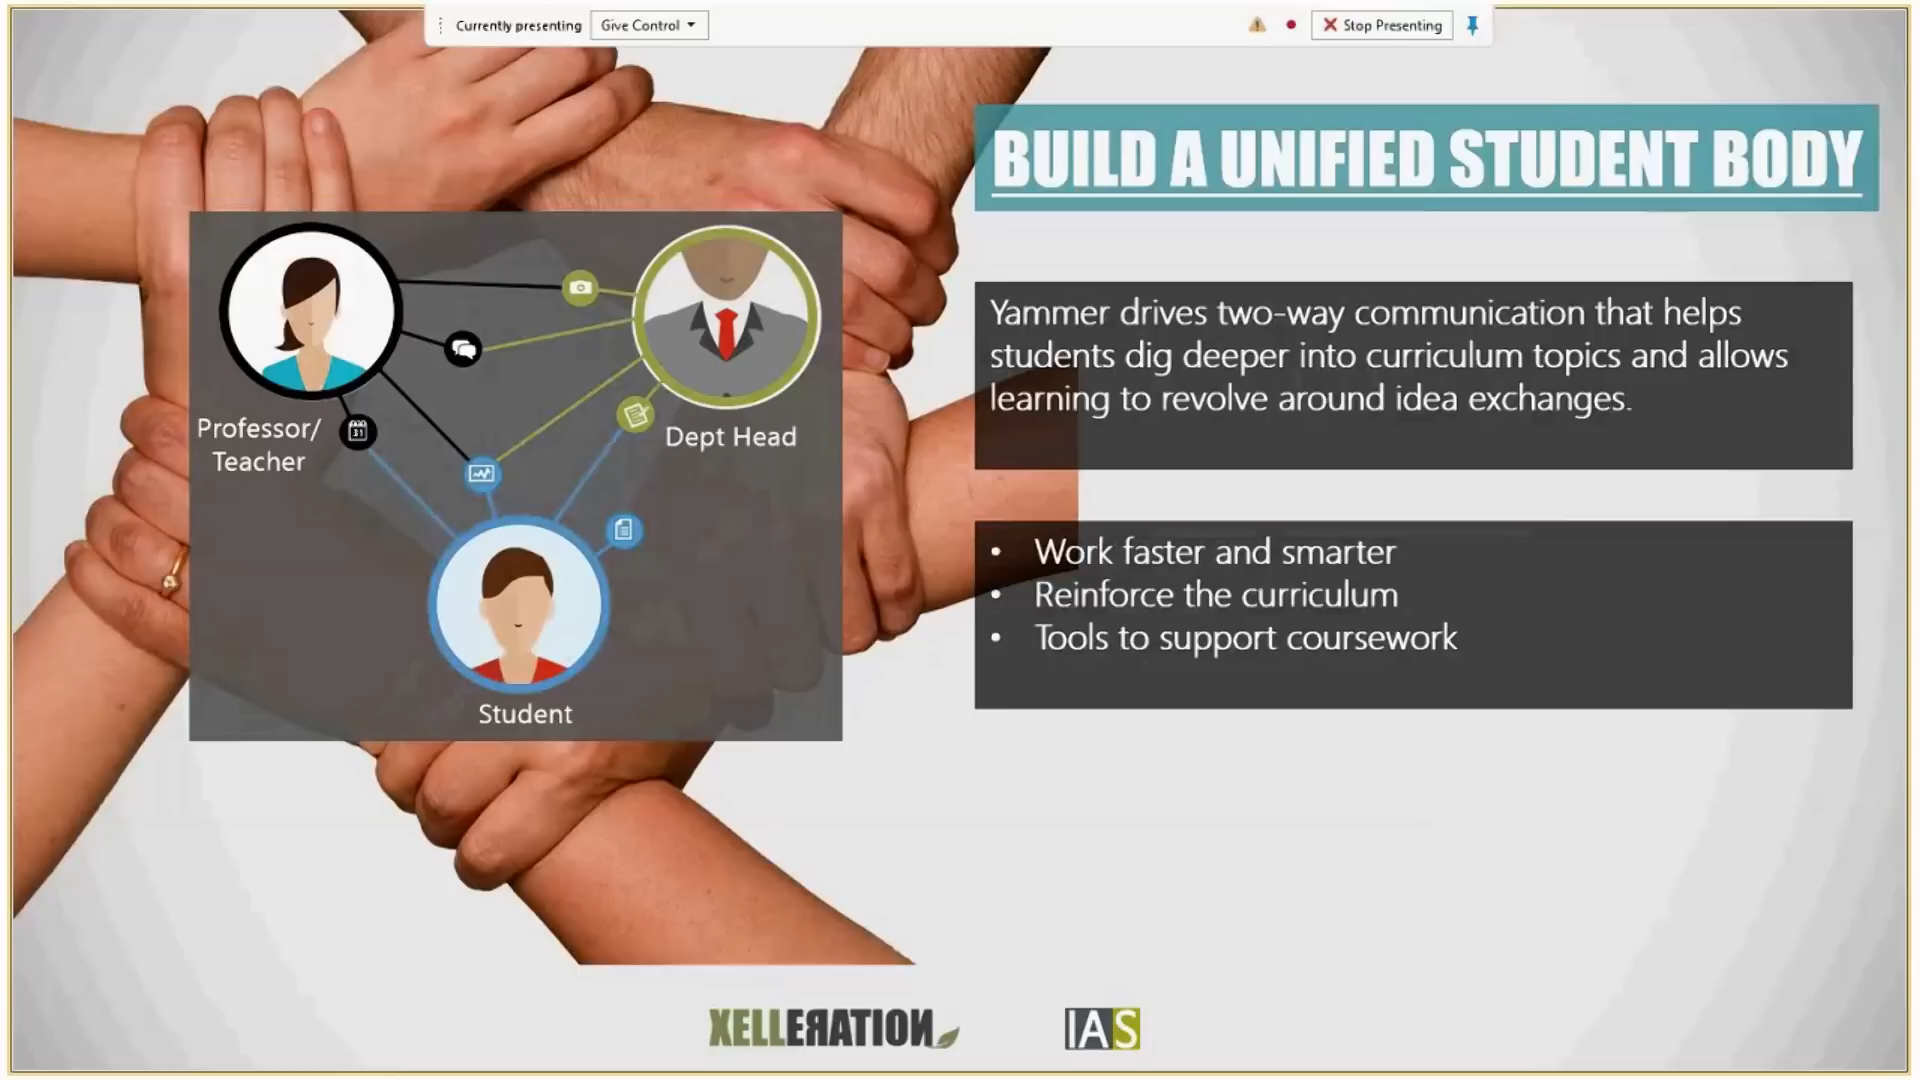 Currently presenting
Give Control
Stop Presenting
BUILD A UNIFIED STUDENT BODY
Professor/
Teacher
31
Dept Head
Student
Yammer drives two-way communication that helps
students dig deeper into curriculum topics and allows
learning to revolve around idea exchanges.
• Work faster and smarter
• Reinforce the curriculum
• Tools to support coursework
XELLEЯATIOИ
IAS